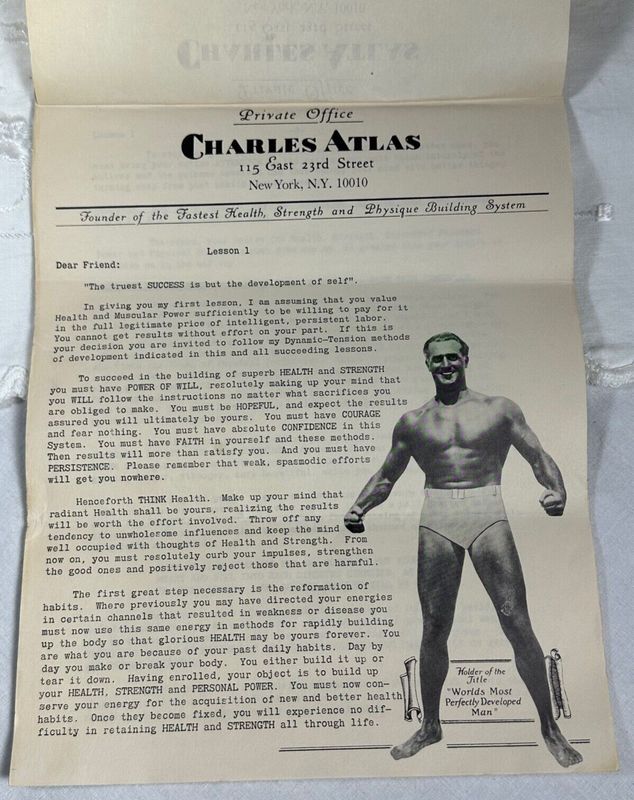 Private Office
CHARLES ATLAS
115 East 23rd Street
New York, N.Y. 10010
Founder of the Fastest Health, Strength and Physique Building System
Lesson 1
Dear Friend:
"The truest SUCCESS is but the development of self".
In giving you my first lesson, I am assuming that you value
Health and Muscular Power sufficiently to be willing to pay for it
in the full legitimate price of intelligent, persistent labor.
You cannot get results without effort on your part. If this is
your decision you are invited to follow my Dynamic-Tension methods
of development indicated in this and all succeeding lessons.
To succeed in the building of superb HEALTH and STRENGTH
you must have POWER OF WILL, resolutely making up your mind that
you WILL follow the instructions no matter what sacrifices you
are obliged to make. You must be HOPEFUL, and expect the results
assured you will ultimately be yours. You must have COURAGE
and fear nothing. You must have absolute CONFIDENCE in this
System. You must have FAITH in yourself and these methods.
Then results will more than satisfy you. And you must have
PERSISTENCE. Please remember that weak, spasmodic efforts
will get you nowhere.
Henceforth THINK Health. Make up your mind that
radiant Health shall be yours, realizing the results
will be worth the effort involved. Throw off any
tendency to unwholesome influences and keep the mind
well occupied with thoughts of Health and Strength. From
now on, you must resolutely curb your impulses, strengthen
the good ones and positively reject those that are harmful.
The first great step necessary is the reformation of
habits. Where previously you may have directed your energies
in certain channels that resulted in weakness or disease you
must now use this same energy in methods for rapidly building
up the body so that glorious HEALTH may be yours forever. You
are what you are because of your past daily habits. Day by
day you make or break your body. You either build it up or
tear it down. Having enrolled, your object is to build up
your HEALTH, STRENGTH and PERSONAL POWER. You must now con-
serve your energy for the acquisition of new and better health
habits. Once they become fixed, you will experience no dif-
ficulty in retaining HEALTH and STRENGTH all through life.
Holder of the
Title
"Worlds Most
Perfectly Developed
Man"